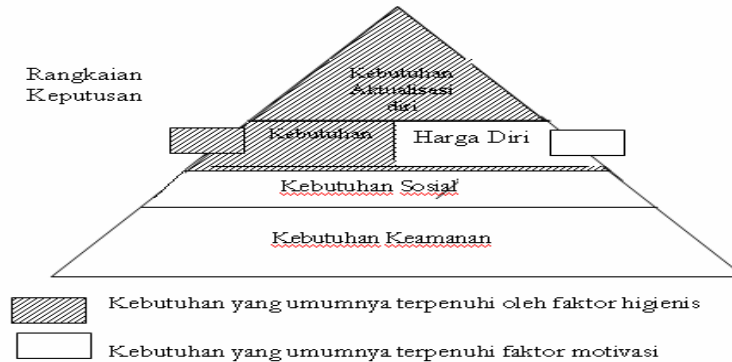 Rangkaian
Keputusan
Kebutuhan
Aktualisasi
diri
Kebutuhan Harga Diri
Kebutuhan Sosial
Kebutuhan Keamanan
Kebutuhan yang umumnya terpenuhi oleh faktor higienis
Kebutuhan yang umumnya terpenuhi faktor motivasi